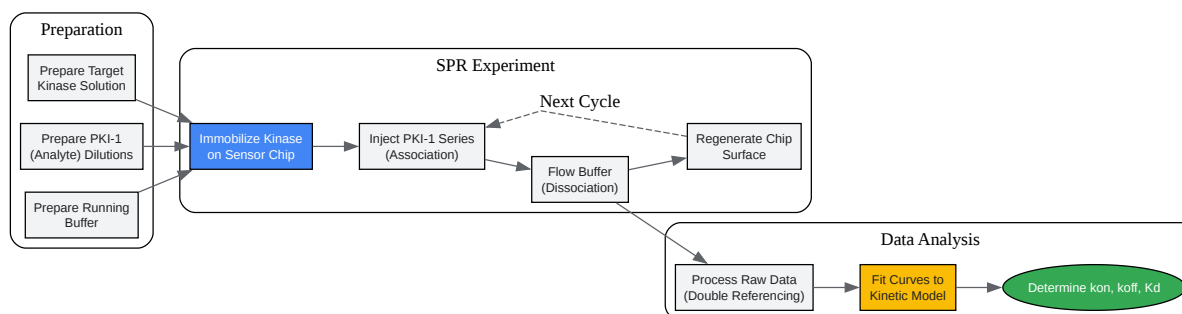 Preparation
Prepare Target
Kinase Solution
Prepare PKI-1
(Analyte) Dilutions
Prepare Running
Buffer
SPR Experiment
Immobilize Kinase
on Sensor Chip
Inject PKI-1 Series
(Association)
Next Cycle
Flow Buffer
(Dissociation)
Regenerate Chip
Surface
Data Analysis
Process Raw Data
(Double Referencing)
Fit Curves to
Kinetic Model
Determine kon, koff, Kd